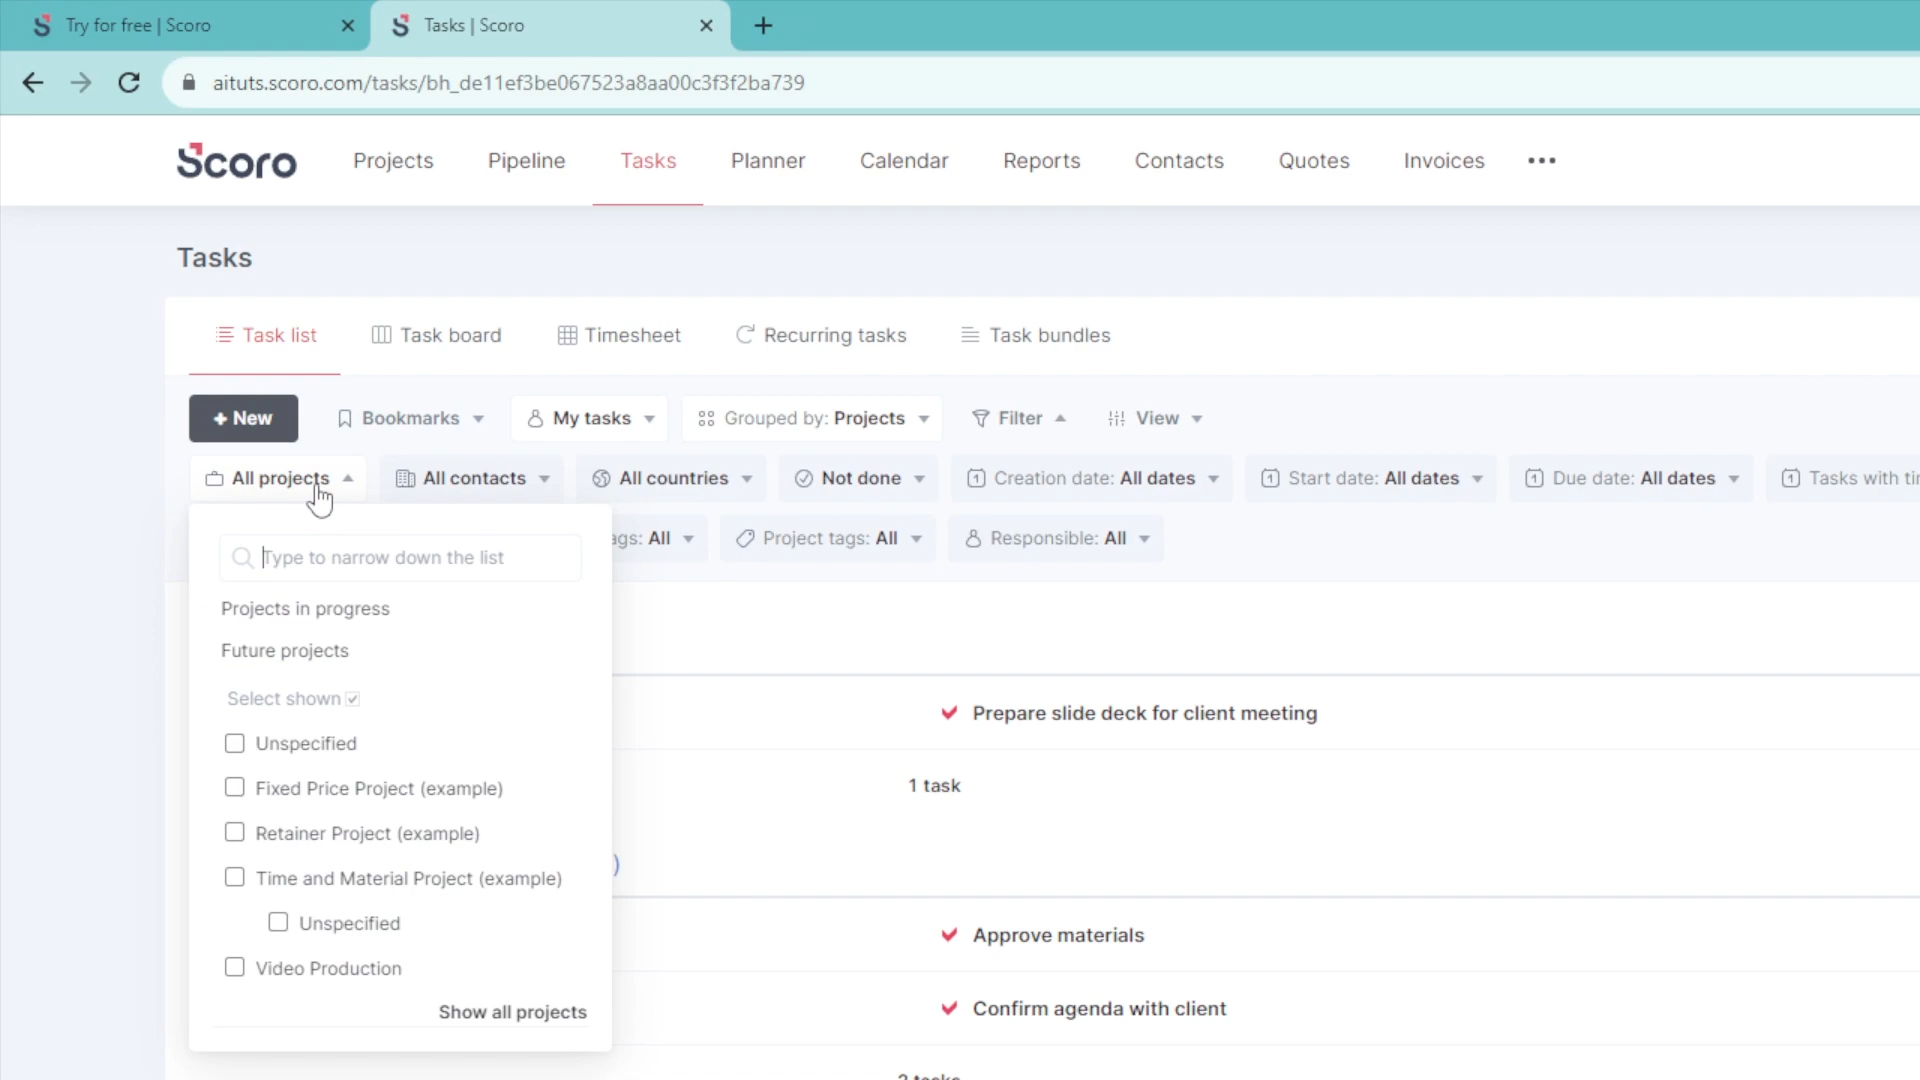 Try for free | Scoro
Tasks | Scoro
aituts.scoro.com/tasks/bh_de11ef3be067523a8aa00c3f3f2ba739
Scoro Projects Pipeline Tasks Planner Calendar Reports Contacts Quotes Invoices
Tasks
Task list Task board Timesheet Recurring tasks Task bundles
+ New Bookmarks My tasks Grouped by: Projects Filter View
All projects All contacts All countries Not done Creation date: All dates Start date: All dates Due date: All dates Tasks with
All Project tags: All Responsible: All
Type to narrow down the list
Projects in progress
Future projects
Select shown
Prepare slide deck for client meeting
Unspecified
1 task
Fixed Price Project (example)
Retainer Project (example)
)
Time and Material Project (example)
Unspecified
Approve materials
Video Production
Show all projects
Confirm agenda with client